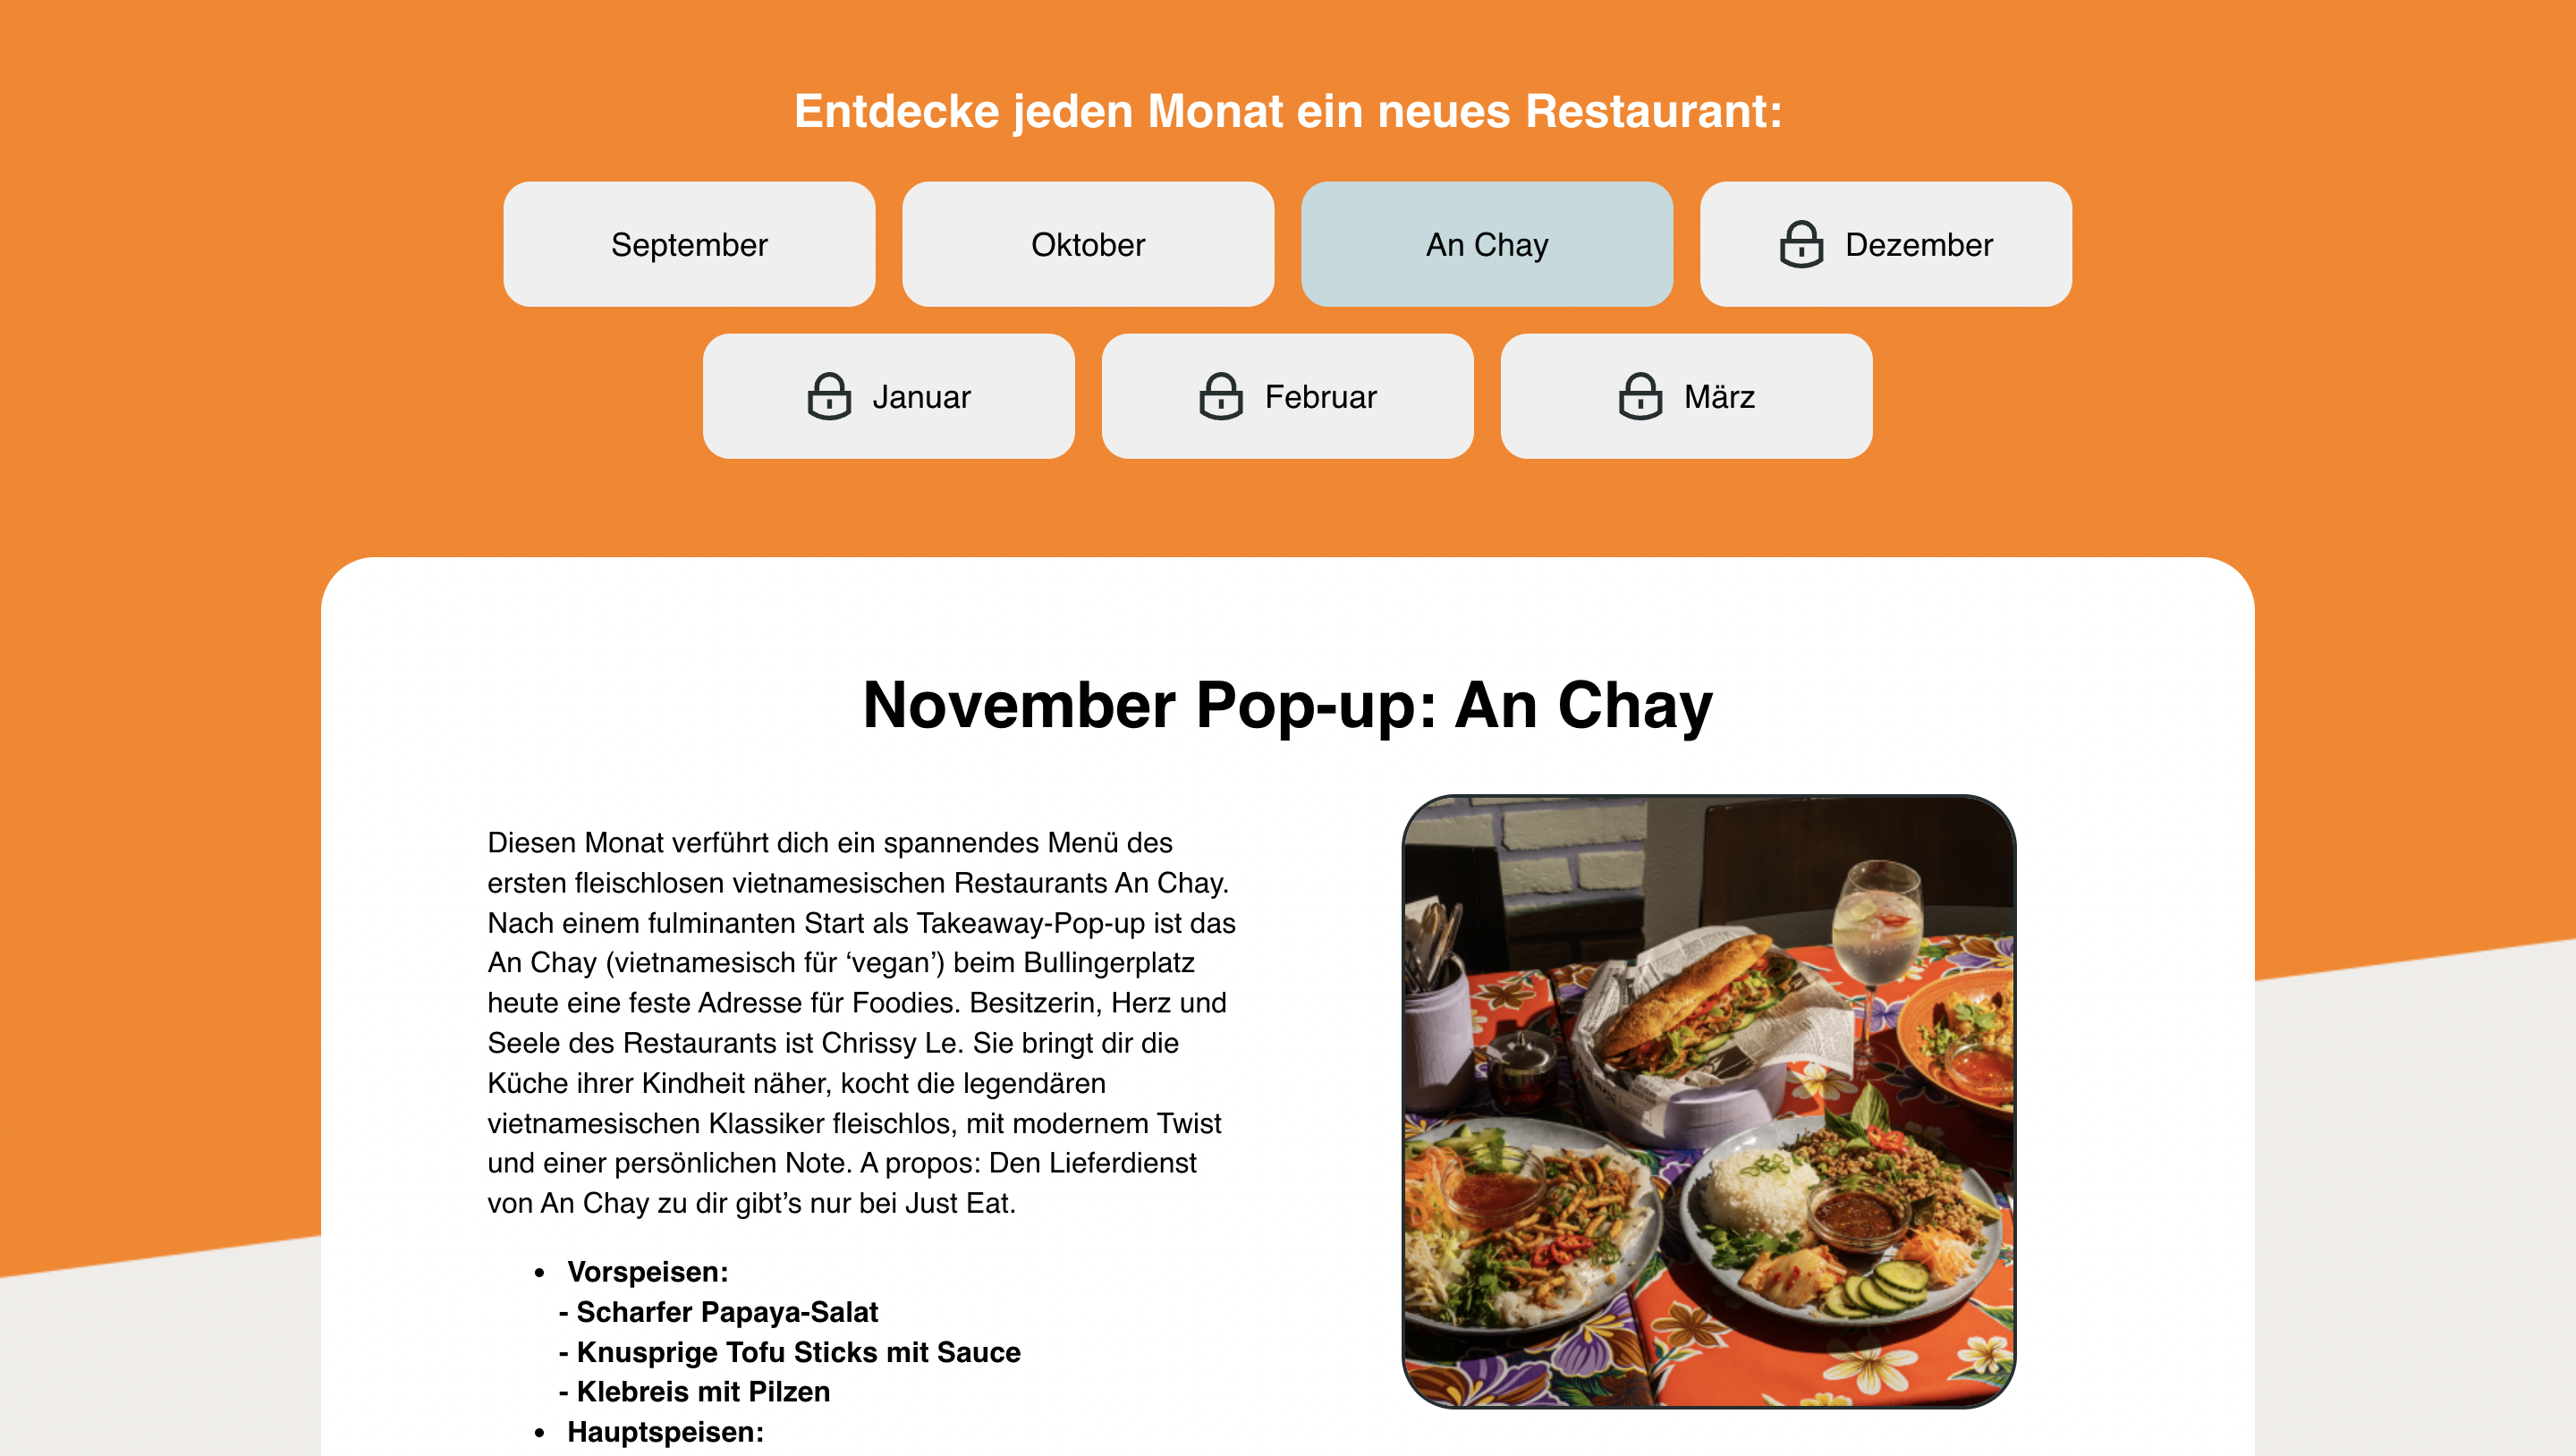 Entdecke jeden Monat ein neues Restaurant:
September
Oktober
An Chay
Dezember
Januar
Februar
März
November Pop-up: An Chay
Diesen Monat verführt dich ein spannendes Menü des
ersten fleischlosen vietnamesischen Restaurants An Chay.
Nach einem fulminanten Start als Takeaway-Pop-up ist das
An Chay (vietnamesisch für ‘vegan’) beim Bullingerplatz
heute eine feste Adresse für Foodies. Besitzerin, Herz und
Seele des Restaurants ist Chrissy Le. Sie bringt dir die
Küche ihrer Kindheit näher, kocht die legendären
vietnamesischen Klassiker fleischlos, mit modernem Twist
und einer persönlichen Note. A propos: Den Lieferdienst
von An Chay zu dir gibt’s nur bei Just Eat.
• Vorspeisen:
- Scharfer Papaya-Salat
- Knusprige Tofu Sticks mit Sauce
- Klebreis mit Pilzen
• Hauptspeisen: